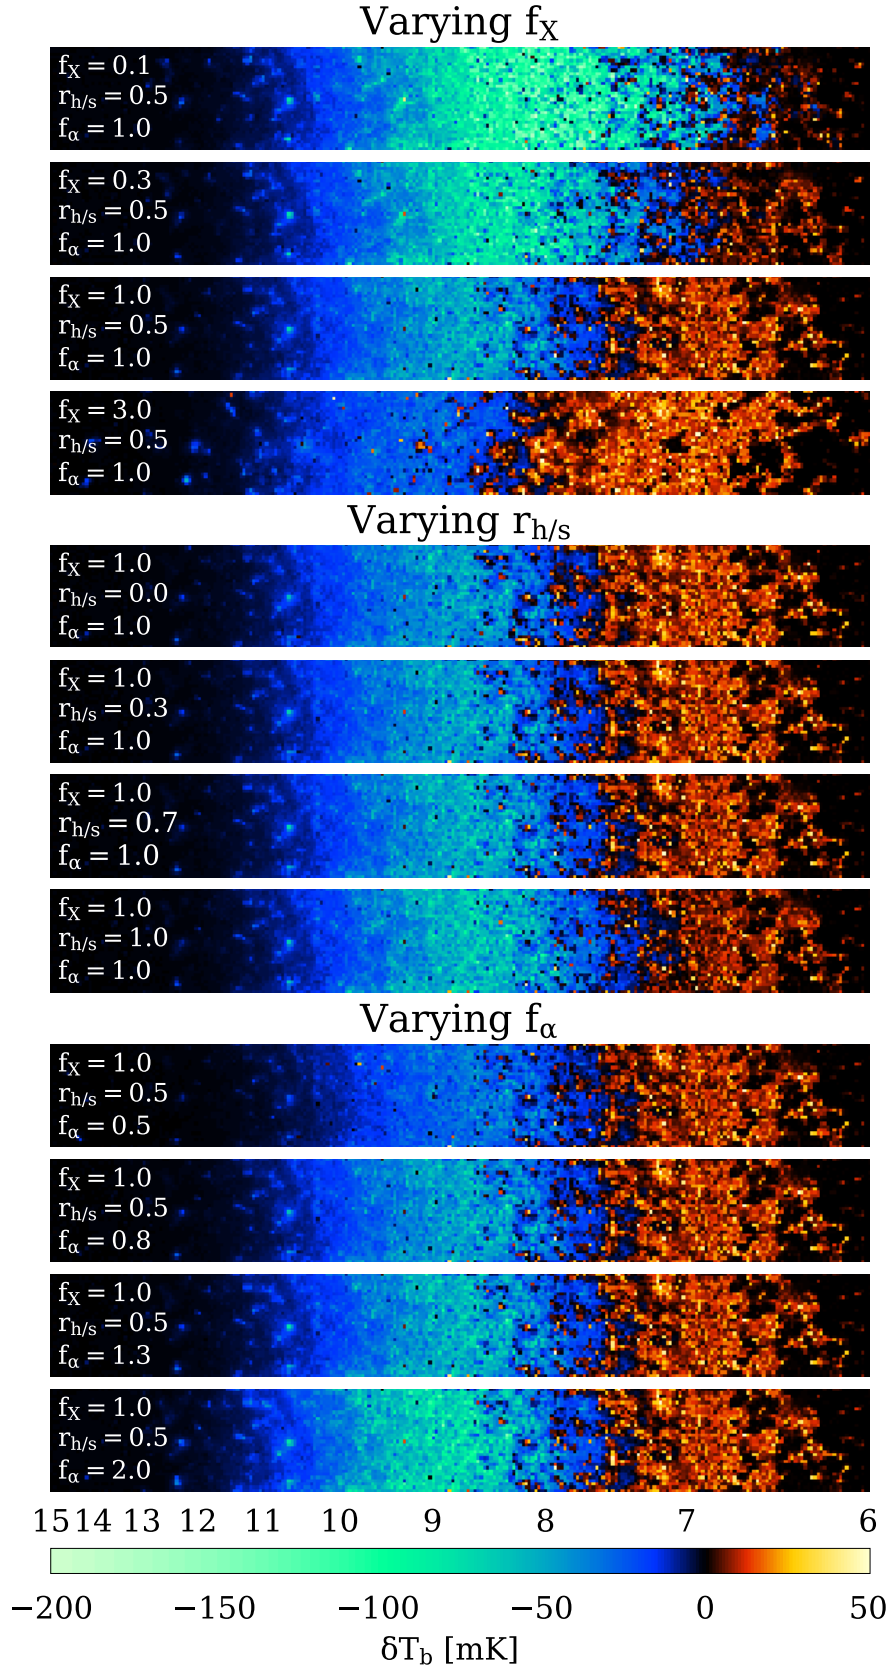 Varying f_X
f_X = 0.1
r_h/s = 0.5
f_α = 1.0
f_X = 0.3
r_h/s = 0.5
f_α = 1.0
f_X = 1.0
r_h/s = 0.5
f_α = 1.0
f_X = 3.0
r_h/s = 0.5
f_α = 1.0
Varying r_h/s
f_X = 1.0
r_h/s = 0.0
f_α = 1.0
f_X = 1.0
r_h/s = 0.3
f_α = 1.0
f_X = 1.0
r_h/s = 0.7
f_α = 1.0
f_X = 1.0
r_h/s = 1.0
f_α = 1.0
Varying f_α
f_X = 1.0
r_h/s = 0.5
f_α = 0.5
f_X = 1.0
r_h/s = 0.5
f_α = 0.8
f_X = 1.0
r_h/s = 0.5
f_α = 1.3
f_X = 1.0
r_h/s = 0.5
f_α = 2.0
15 14 13 12 11 10 9 8 7 6
−200 −150 −100 −50 0 50
δT_b [mK]